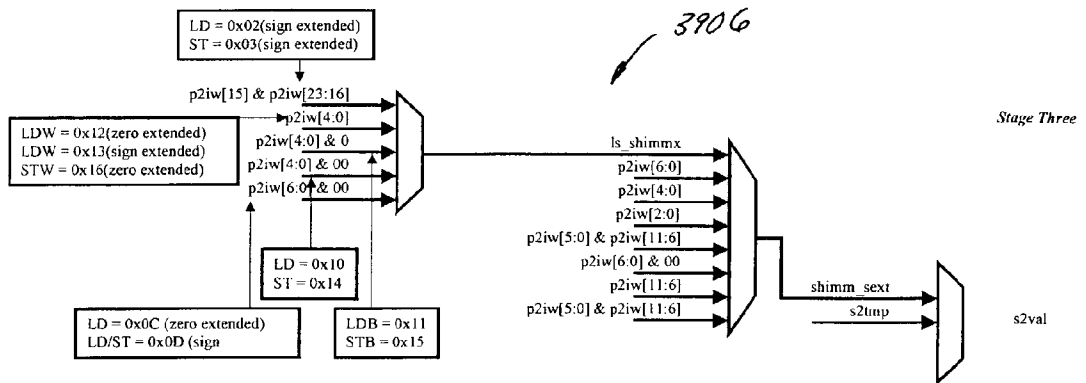 LD = 0x02(sign extended)
ST = 0x03(sign extended)
3906
p2iw[15] & p2iw[23:16]
p2iw[4:0]
p2iw[4:0] & 0
p2iw[4:0] & 00
p2iw[6:0] & 00
LDW = 0x12(zero extended)
LDW = 0x13(sign extended)
STW = 0x16(zero extended)
Stage Three
ls_shimmx
p2iw[6:0]
p2iw[4:0]
p2iw[2:0]
p2iw[5:0] & p2iw[11:6]
p2iw[6:0] & 00
p2iw[11:6]
p2iw[5:0] & p2iw[11:6]
LD = 0x10
ST = 0x14
LD = 0x0C (zero extended)
LD/ST = 0x0D (sign
LDB = 0x11
STB = 0x15
shimm_sext
s2tmp
s2val